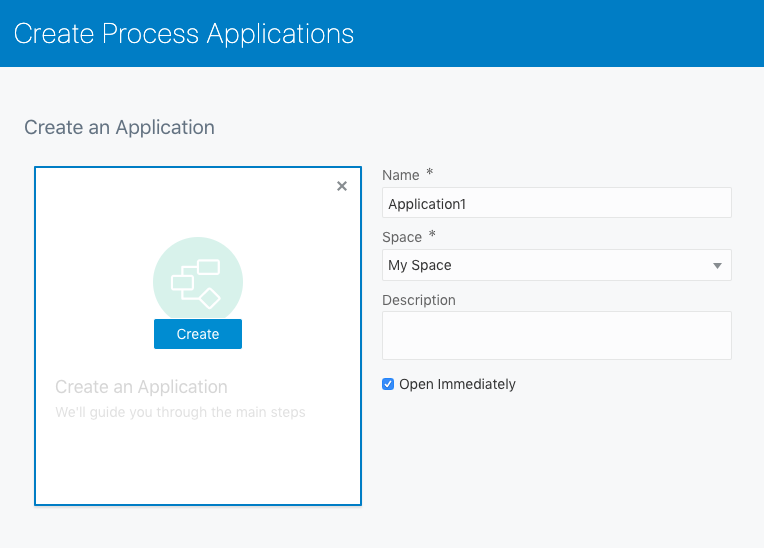 Create Process Applications
Create an Application
Name *
Application1
Space *
My Space
Description
Open Immediately
Create
Create an Application
We'll guide you through the main steps